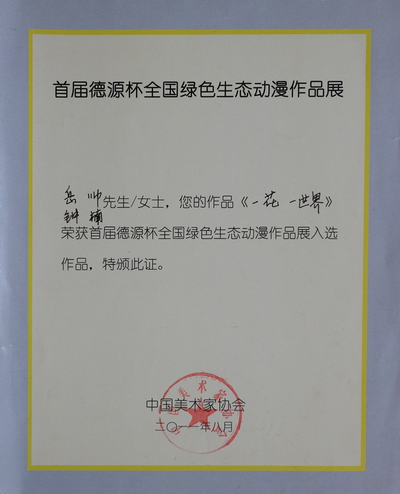 首届德源杯全国绿色生态动漫作品展
岳帅
钟楠
先生/女士，您的作品《一花一世界》
荣获首届德源杯全国绿色生态动漫作品展入选
作品，特颁此证。
中国美术家协会
二〇一一年八月